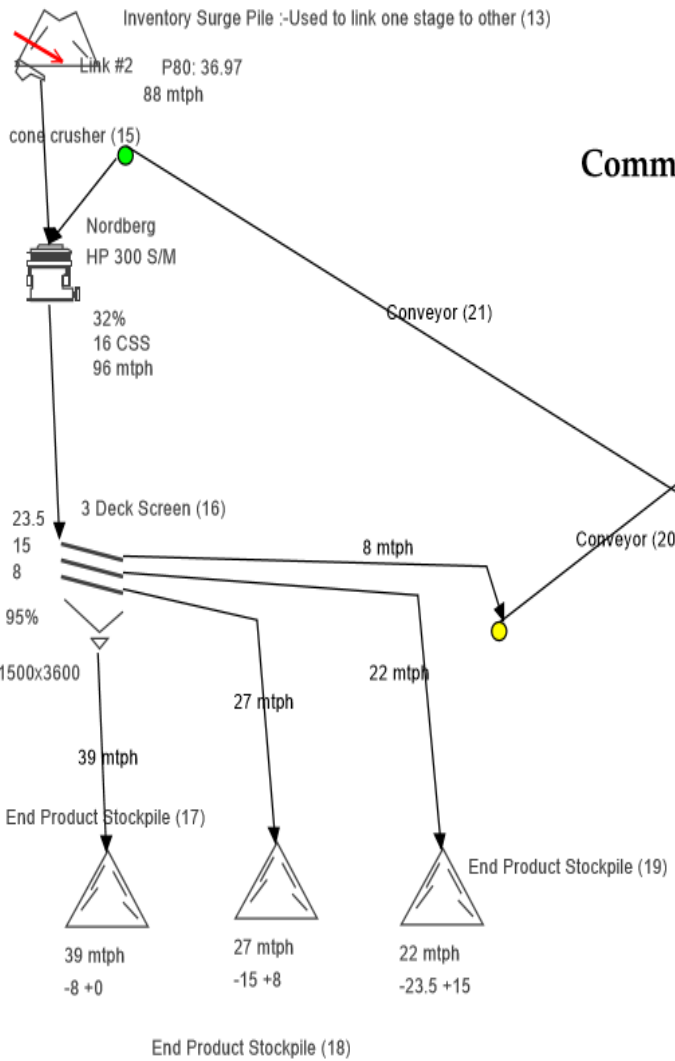 Inventory Surge Pile :-Used to link one stage to other (13)
Link #2
P80: 36.97
88 mtph
cone crusher (15)
Comm
Nordberg
HP 300 S/M
Conveyor (21)
32%
16 CSS
96 mtph
3 Deck Screen (16)
23.5
15
8
8 mtph
Conveyor (20
95%
1500x3600
22 mtph
27 mtph
39 mtph
End Product Stockpile (17)
End Product Stockpile (19)
39 mtph
-8 +0
27 mtph
-15 +8
22 mtph
-23.5 +15
End Product Stockpile (18)